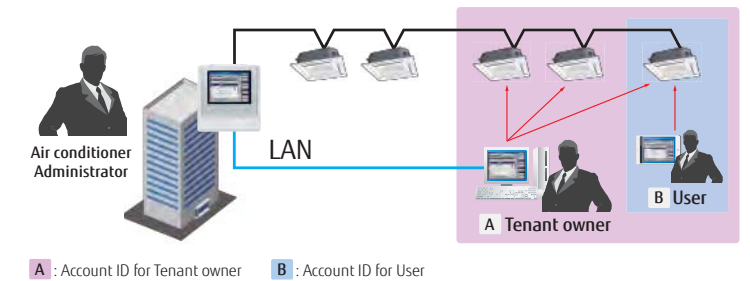 Air conditioner
Administrator
LAN
A Tenant owner
B User
A : Account ID for Tenant owner
B : Account ID for User